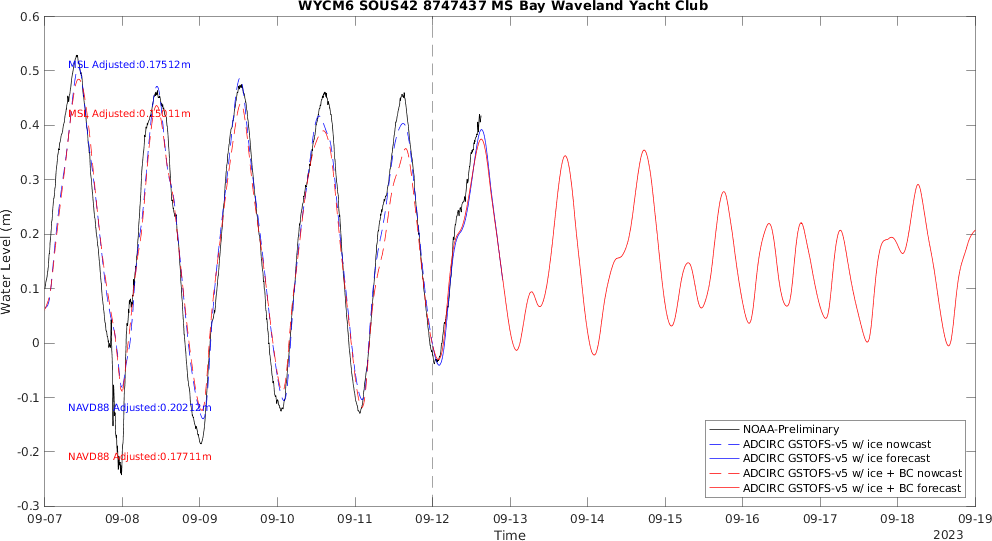 WYCM6 SOUS42 8747437 MS Bay Waveland Yacht Club
0.6
0.5
0.4
0.3
0.2
0.1
0
-0.1
-0.2
-0.3
Water Level (m)
MSL Adjusted:0.17512m
MSL Adjusted:0.15011m
NAVD88 Adjusted:0.20212m
NAVD88 Adjusted:0.17711m
NOAA-Preliminary
ADCIRC GSTOFS-v5 w/ ice nowcast
ADCIRC GSTOFS-v5 w/ ice forecast
ADCIRC GSTOFS-v5 w/ ice + BC nowcast
ADCIRC GSTOFS-v5 w/ ice + BC forecast
09-07 09-08 09-09 09-10 09-11 09-12 09-13 09-14 09-15 09-16 09-17 09-18 09-19
Time
2023